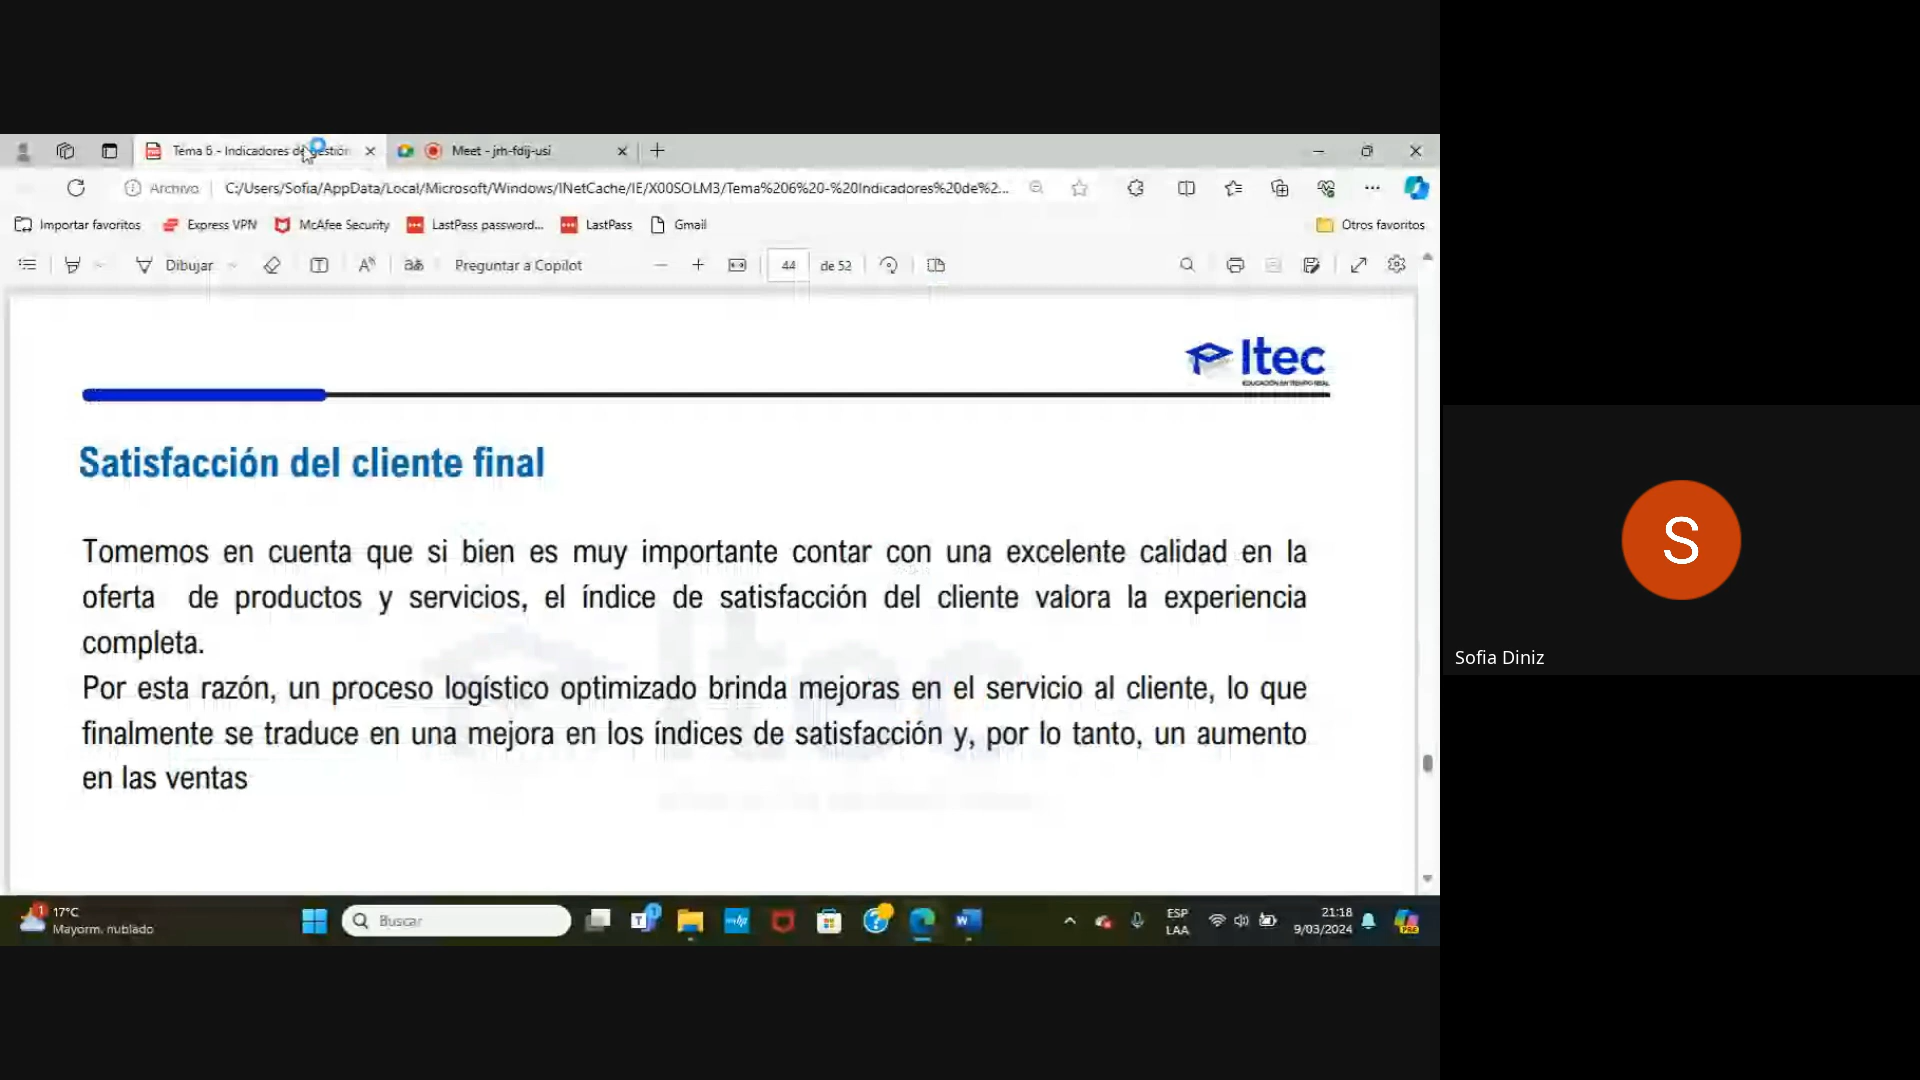 Tema 6 - Indicadores de gestión
Meet - jrh-fdij-usi
Archivo
C:/Users/Sofia/AppData/Local/Microsoft/Windows/INetCache/IE/X00SOLM3/Tema%206%20-%20Indicadores%20de%2...
Importar favoritos
Express VPN
McAfee Security
LastPass password...
LastPass
Gmail
Otros favoritos
Dibujar
Preguntar a Copilot
44
de 52
Itec
EDUCACIÓN EN TIEMPO REAL
Satisfacción del cliente final
Tomemos en cuenta que si bien es muy importante contar con una excelente calidad en la
oferta de productos y servicios, el índice de satisfacción del cliente valora la experiencia
completa.
Por esta razón, un proceso logístico optimizado brinda mejoras en el servicio al cliente, lo que
finalmente se traduce en una mejora en los índices de satisfacción y, por lo tanto, un aumento
en las ventas
S
Sofia Diniz
17°C
Mayorm. nublado
Buscar
ESP
LAA
21:18
9/03/2024